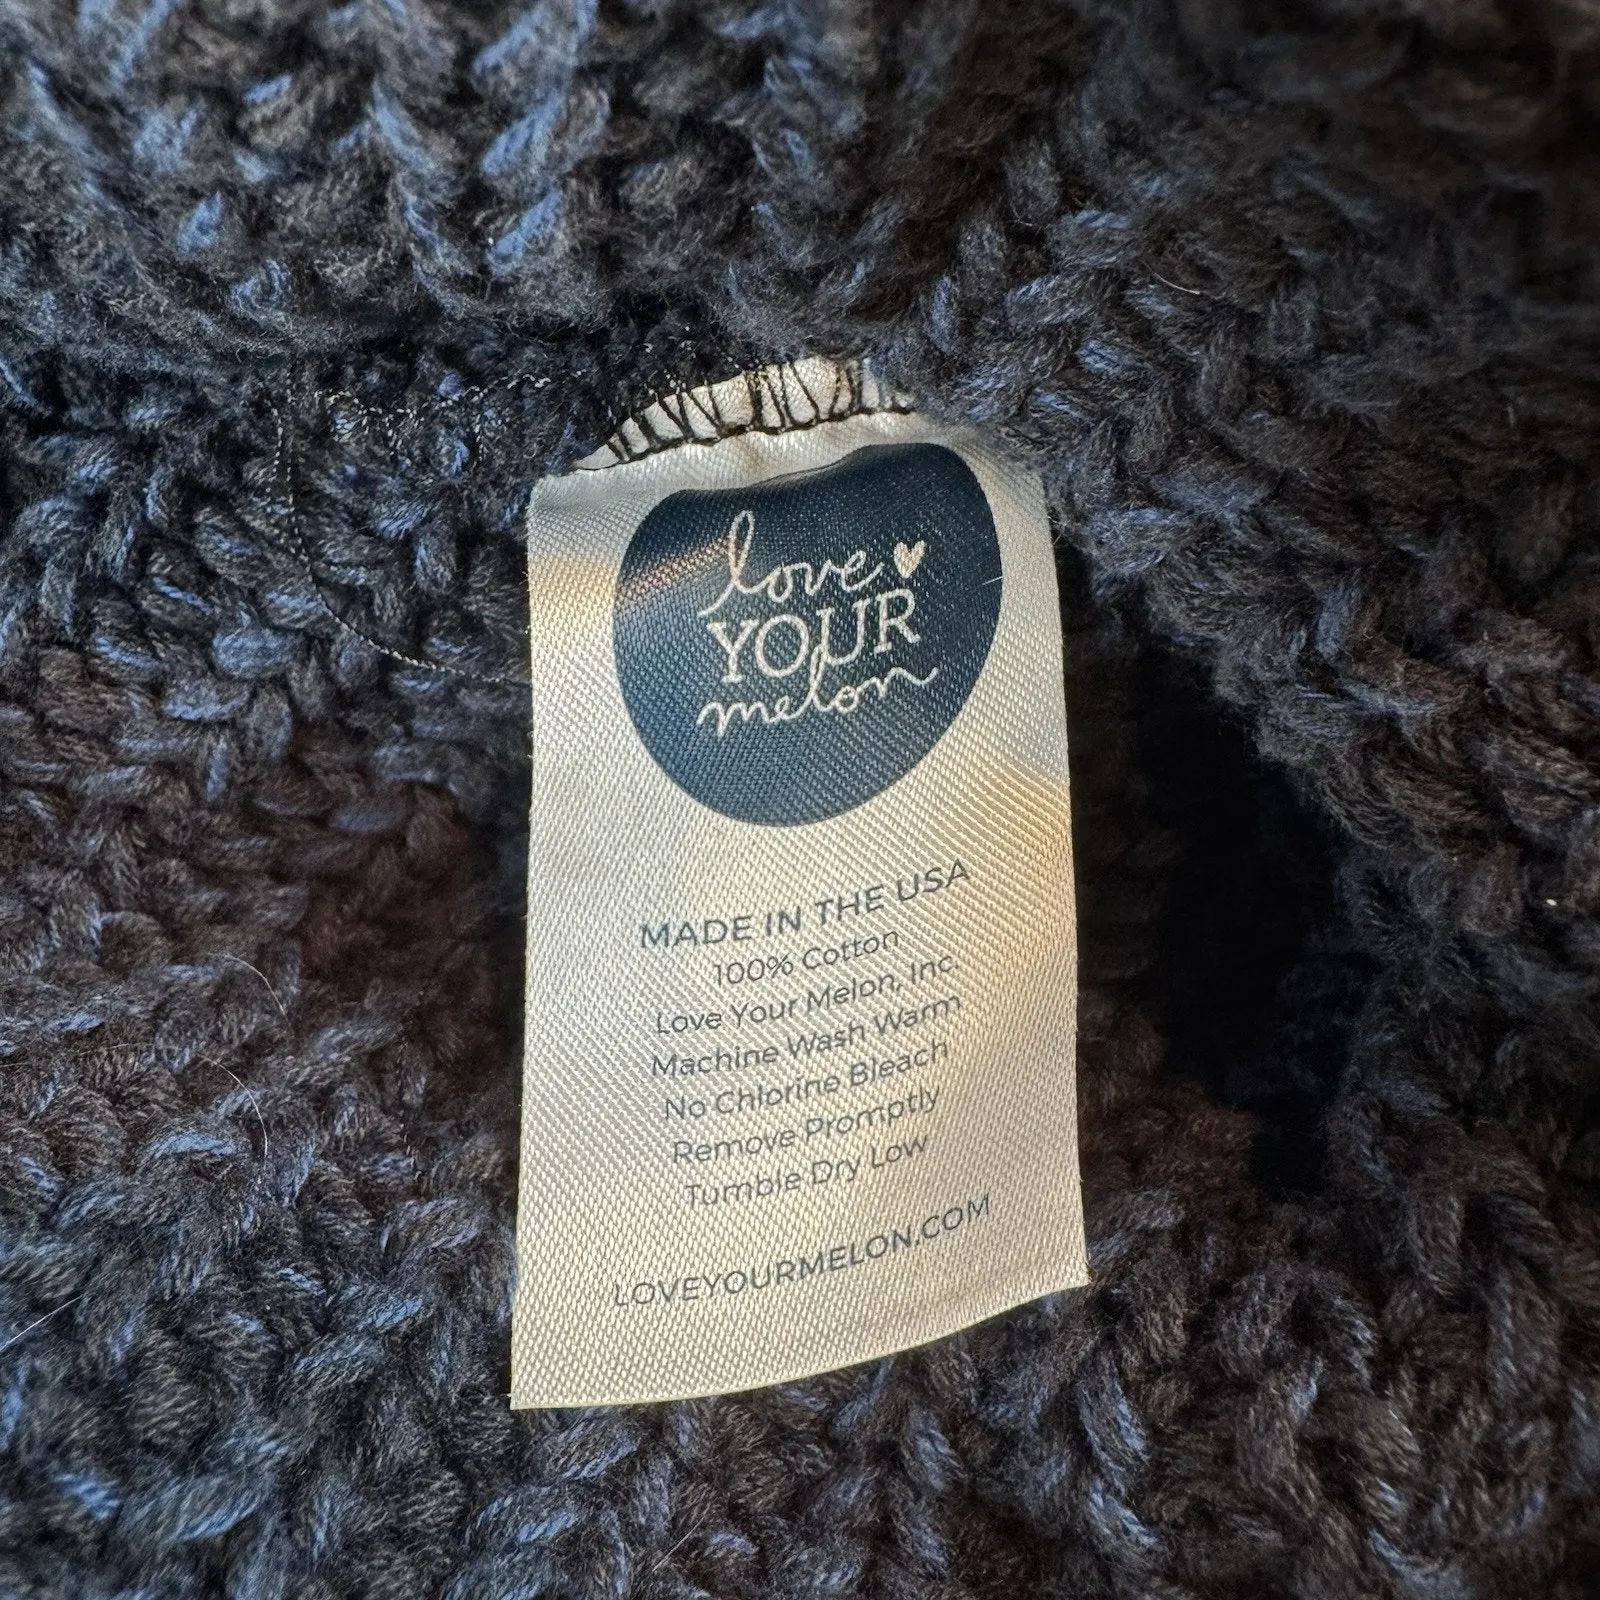 love
YOUR
melon
MADE IN THE USA
100% Cotton
Love Your Melon, Inc.
Machine Wash Warm
No Chlorine Bleach
Remove Promptly
Tumble Dry Low
LOVEYOURMELON.COM